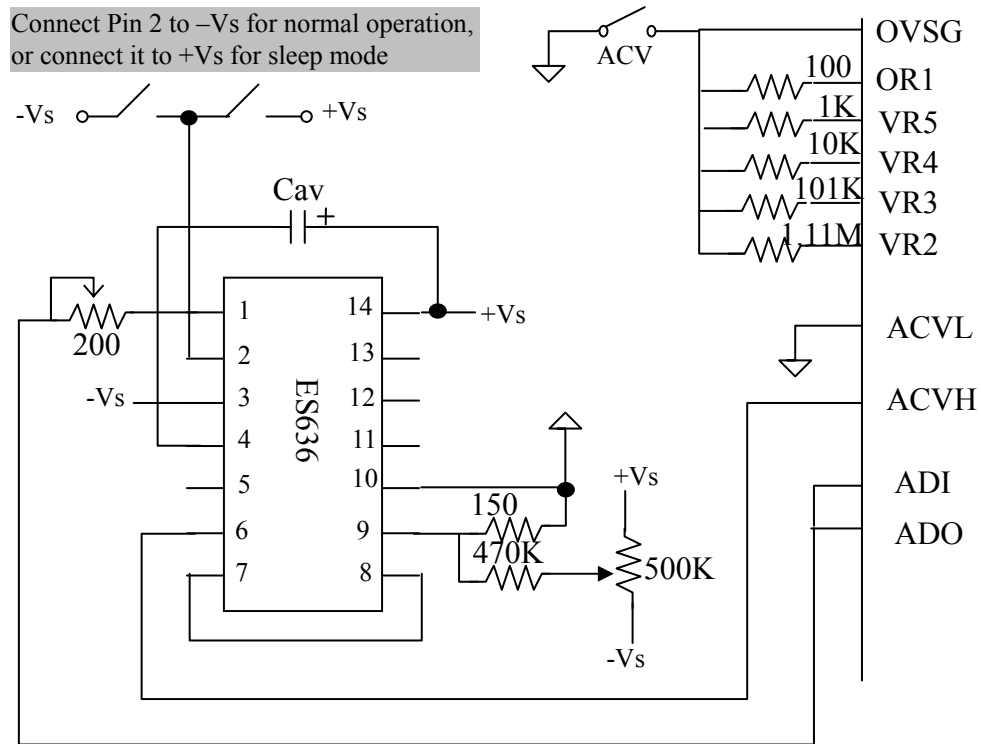 Connect Pin 2 to –Vs for normal operation,
or connect it to +Vs for sleep mode
-Vs
+Vs
ACV
OVSG
100
OR1
1K
VR5
10K
VR4
101K
VR3
1.11M
VR2
Cav
+
200
1
14
+Vs
2
13
-Vs
3
12
4
11
5
10
6
9
7
8
ES636
150
470K
+Vs
500K
-Vs
ACVL
ACVH
ADI
ADO